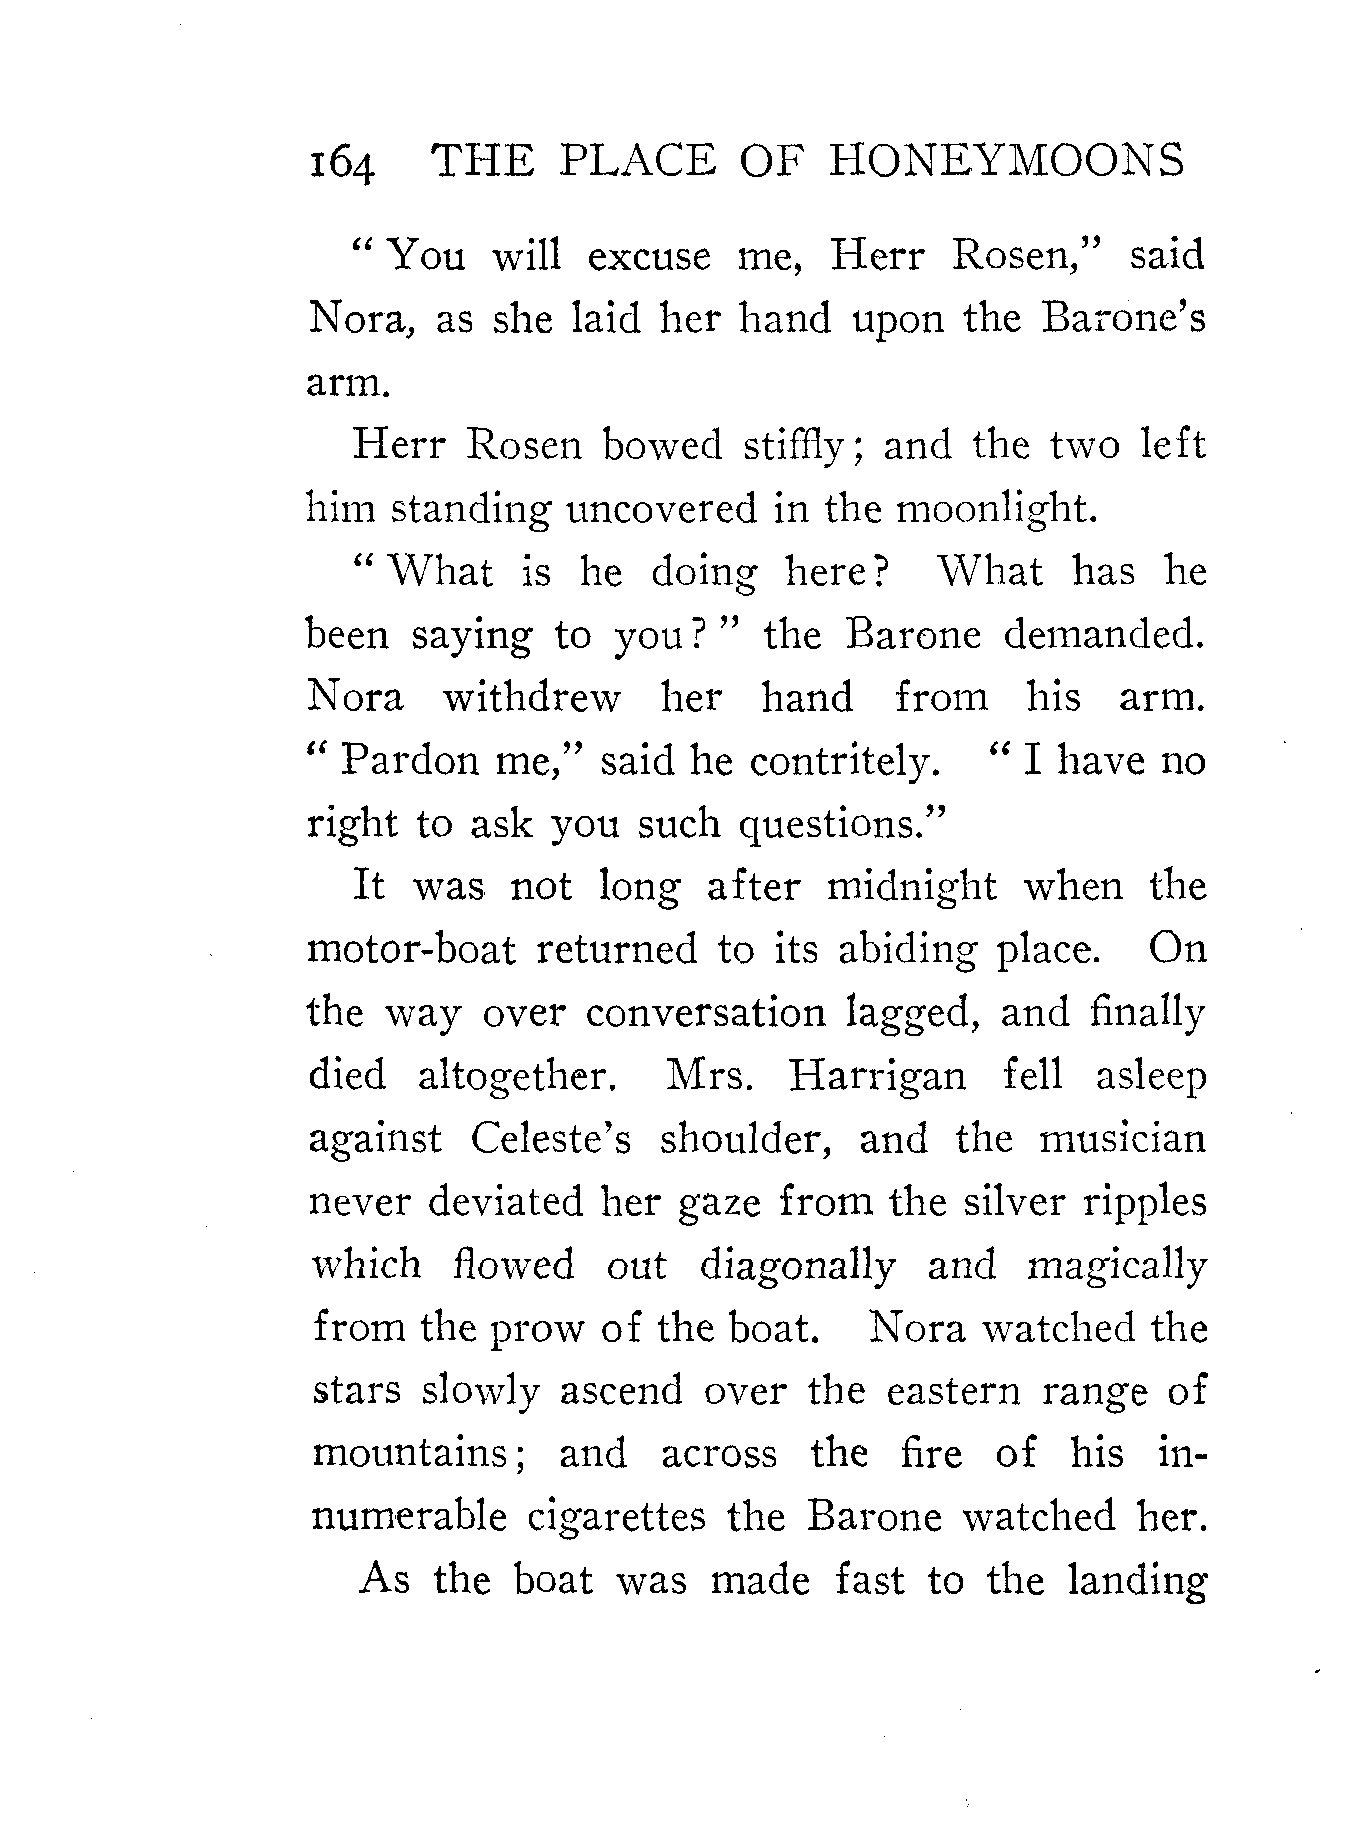 164 THE PLACE OF HONEYMOONS
“ You will excuse me, Herr Rosen,” said
Nora, as she laid her hand upon the Barone’s
arm.
Herr Rosen bowed stiffly; and the two left
him standing uncovered in the moonlight.
“ What is he doing here? What has he
been saying to you? ” the Barone demanded.
Nora withdrew her hand from his arm.
“ Pardon me,” said he contritely. “ I have no
right to ask you such questions.”
It was not long after midnight when the
motor-boat returned to its abiding place. On
the way over conversation lagged, and finally
died altogether. Mrs. Harrigan fell asleep
against Celeste’s shoulder, and the musician
never deviated her gaze from the silver ripples
which flowed out diagonally and magically
from the prow of the boat. Nora watched the
stars slowly ascend over the eastern range of
mountains; and across the fire of his in-
numerable cigarettes the Barone watched her.
As the boat was made fast to the landing